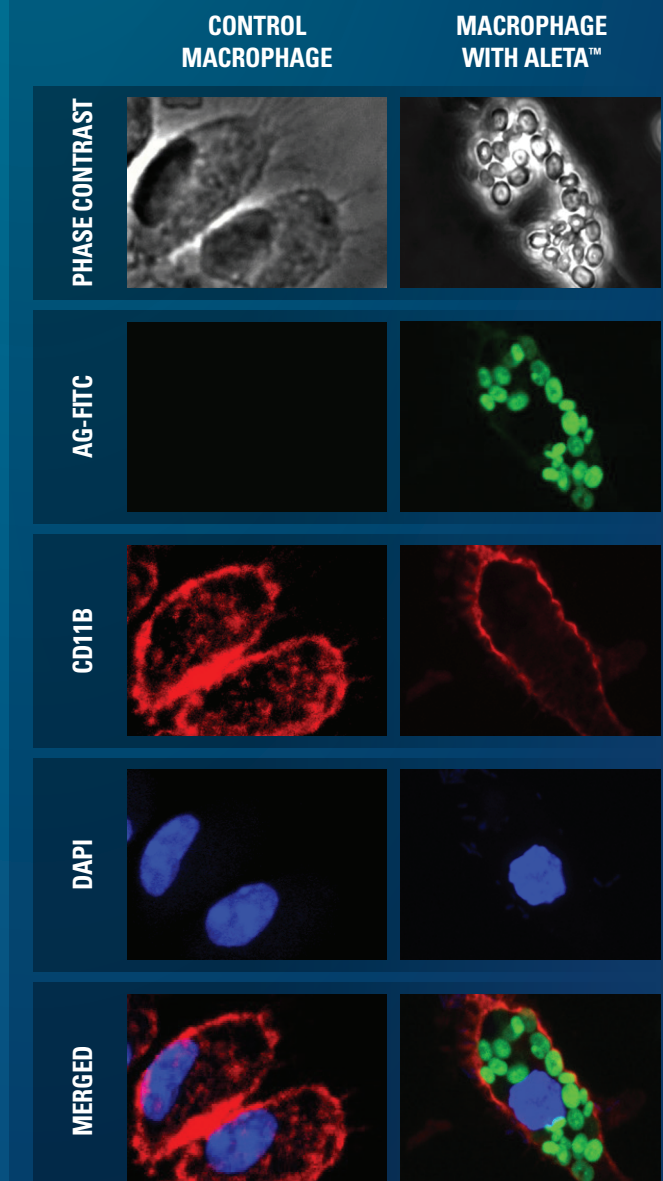 CONTROL
MACROPHAGE
MACROPHAGE
WITH ALETA™
PHASE CONTRAST
AG-FITC
CD11B
DAPI
MERGED